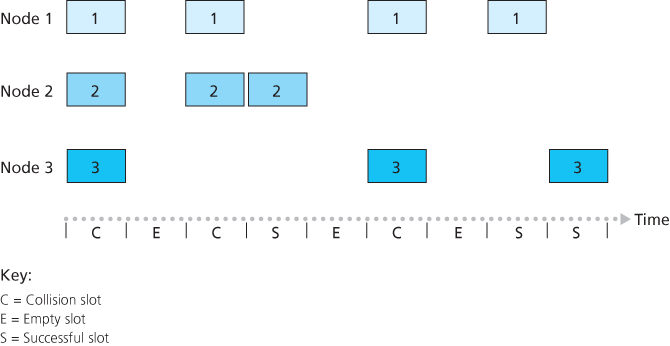 Node 1 1 1 1 1
Node 2 2 2 2
Node 3 3 3 3
Time
C E C S E C E S S
Key:
C = Collision slot
E = Empty slot
S = Successful slot